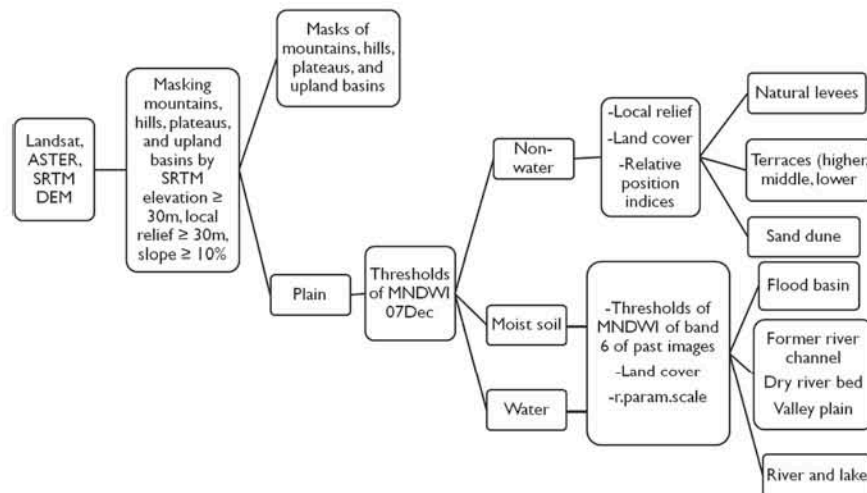 Landsat,
ASTER,
SRTM
DEM
Masking
mountains,
hills, plateaus,
and upland
basins by
SRTM
elevation ≥
30m, local
relief ≥ 30m,
slope ≥ 10%
Masks of
mountains, hills,
plateaus, and
upland basins
Plain
Thresholds
of MNDWI
07Dec
Non-
water
Moist soil
Water
-Local relief
-Land cover
-Relative
position
indices
-Thresholds of
MNDWI of band
6 of past images
-Land cover
-r.param.scale
Natural levees
Terraces (higher,
middle, lower
Sand dune
Flood basin
Former river
channel
Dry river bed
Valley plain
River and lake